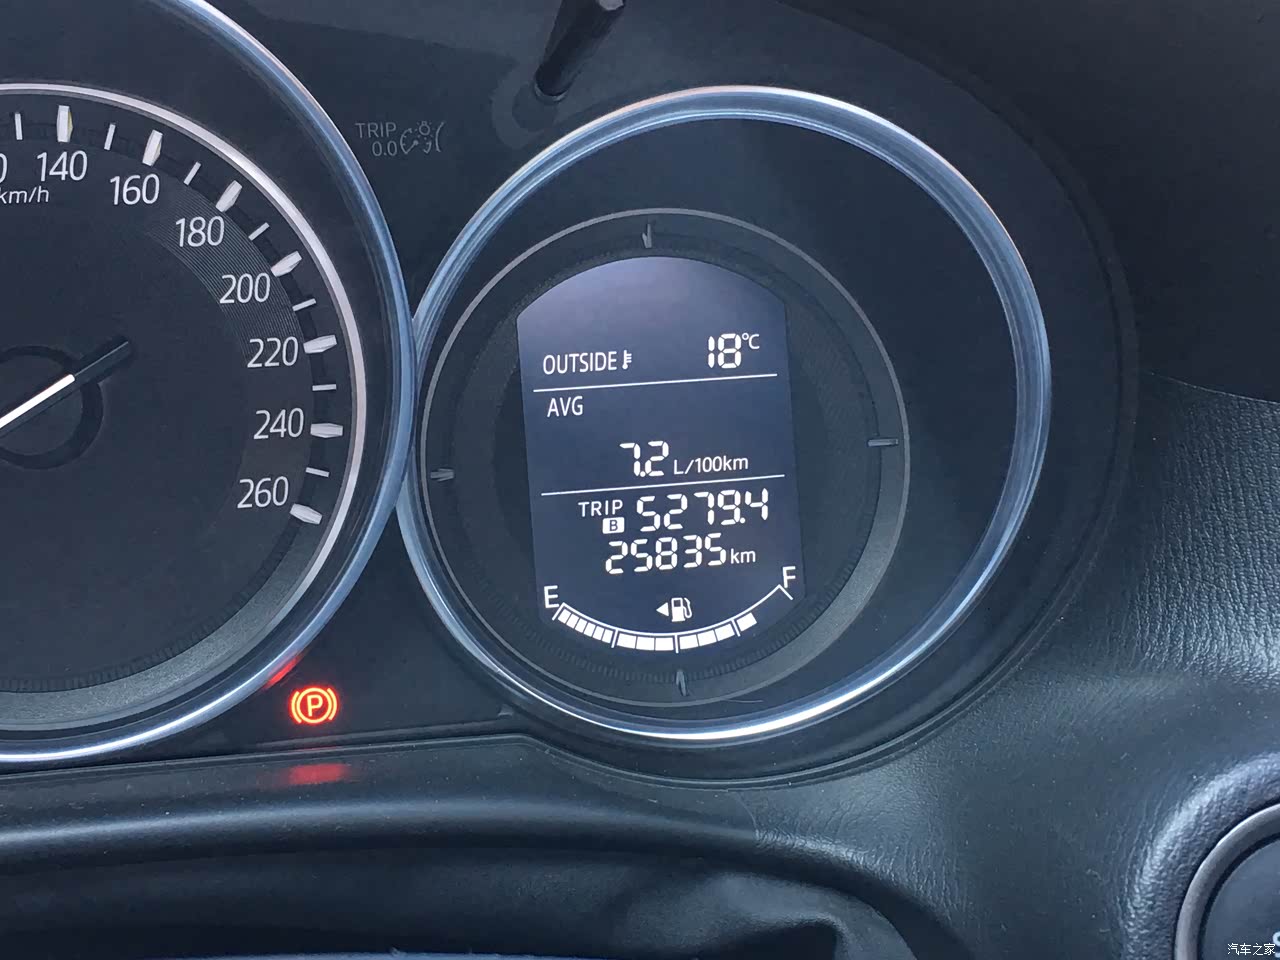 TRIP
0.0
140
km/h
160
180
200
220
240
260
OUTSIDE 18°C
AVG
7.2 L/100km
TRIP B 5279.4
25835 km
E F
P
汽车之家